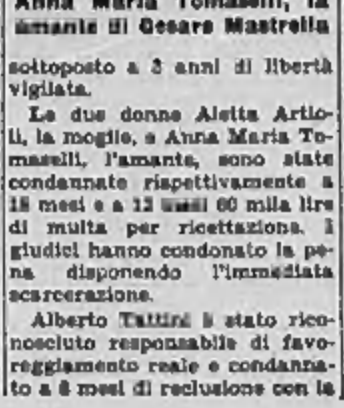 Anna Maria Tomaselli, la
amante di Cesare Mastrella
sottoposto a 3 anni di libertà
vigilata.
Le due donne Aletta Artio-
li, la moglie, e Anna Maria To-
maselli, l'amante, sono state
condannate rispettivamente a
18 mesi e a 12 mesi 60 mila lire
di multa per ricettazione. I
giudici hanno condonato la pe-
na disponendo l'immediata
scarcerazione.
Alberto Tattini è stato rico-
nosciuto responsabile di favo-
reggiamento reale e condanna-
to a 8 mesi di reclusione con la